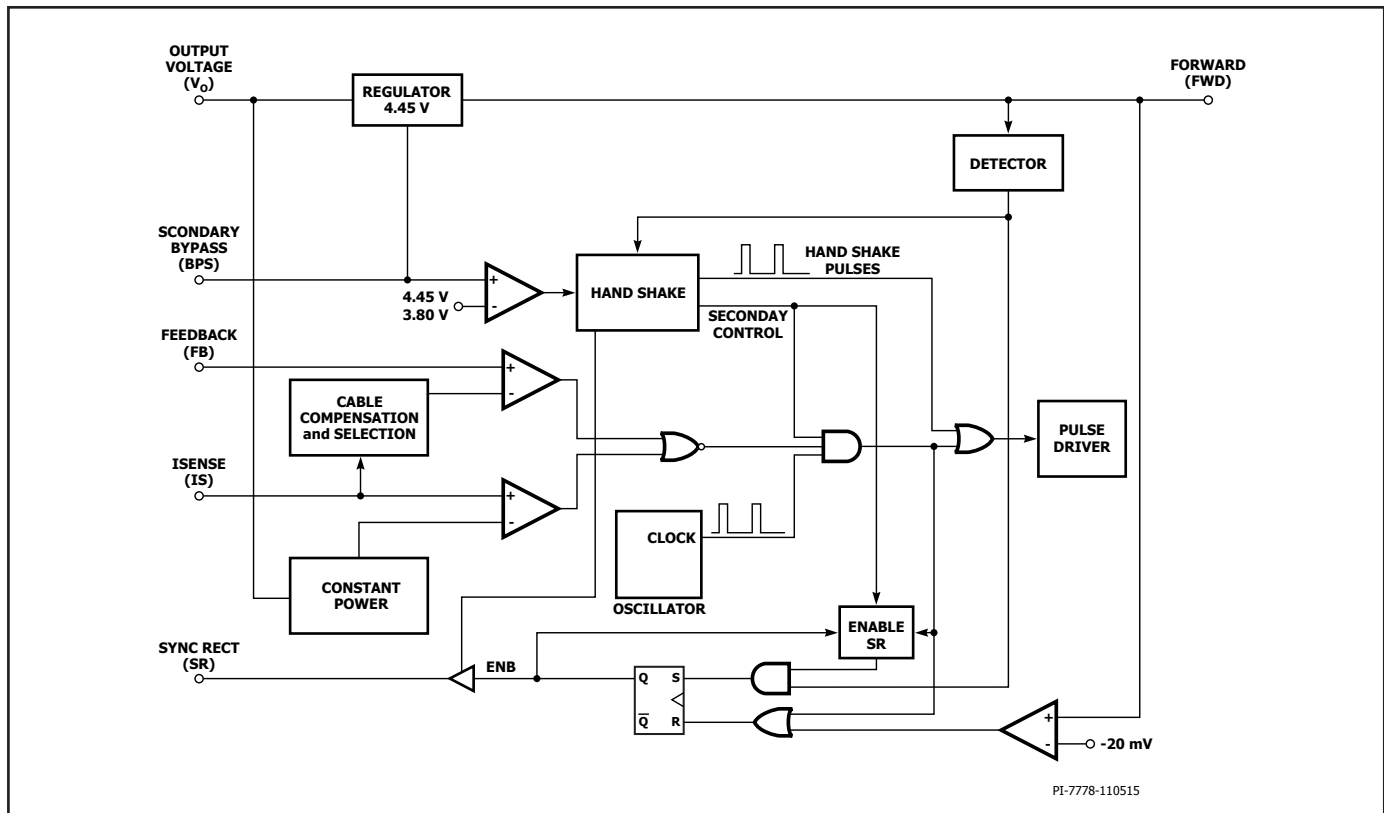 OUTPUT
VOLTAGE
(VO)
REGULATOR
4.45 V
FORWARD
(FWD)
DETECTOR
SCONDARY
BYPASS
(BPS)
+
-
4.45 V
3.80 V
HAND SHAKE
HAND SHAKE
PULSES
SECONDAY
CONTROL
FEEDBACK
(FB)
+
-
CABLE
COMPENSATION
and SELECTION
PULSE
DRIVER
ISENSE
(IS)
+
-
CLOCK
OSCILLATOR
CONSTANT
POWER
ENABLE
SR
SYNC RECT
(SR)
ENB
Q S
Q R
+
-
-20 mV
PI-7778-110515